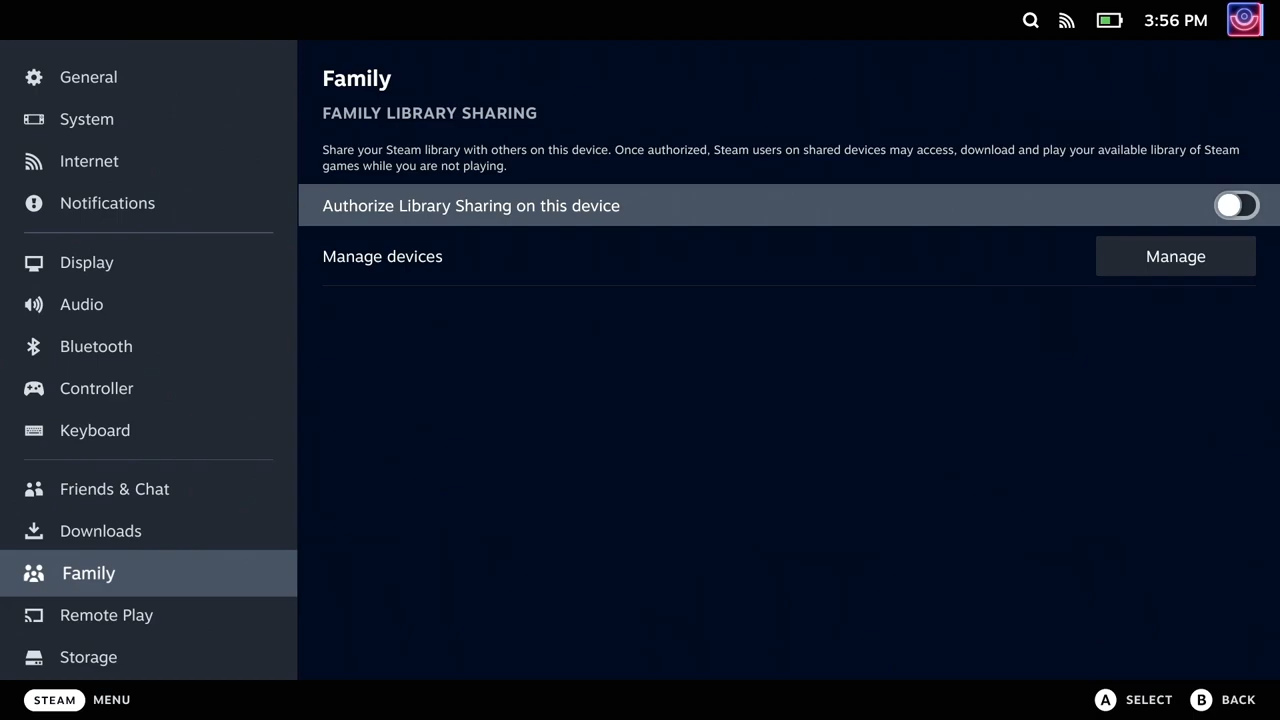 3:56 PM
General
System
Internet
Notifications
Display
Audio
Bluetooth
Controller
Keyboard
Friends & Chat
Downloads
Family
Remote Play
Storage
Family
FAMILY LIBRARY SHARING
Share your Steam library with others on this device. Once authorized, Steam users on shared devices may access, download and play your available library of Steam
games while you are not playing.
Authorize Library Sharing on this device
Manage devices
Manage
STEAM MENU
A SELECT B BACK